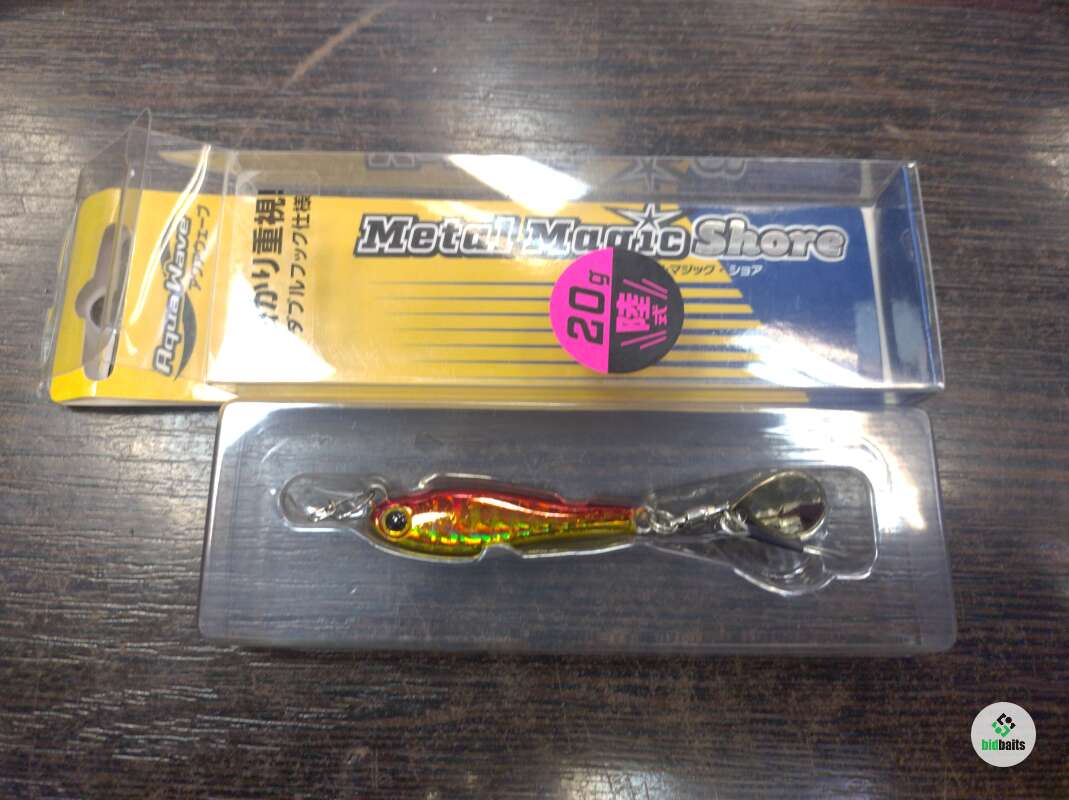 AquaWave
アクアウェーブ
かり重視!
ダブルフック仕様
Metal Magic Shore
マジック・ショア
20g
陸式
bidbaits